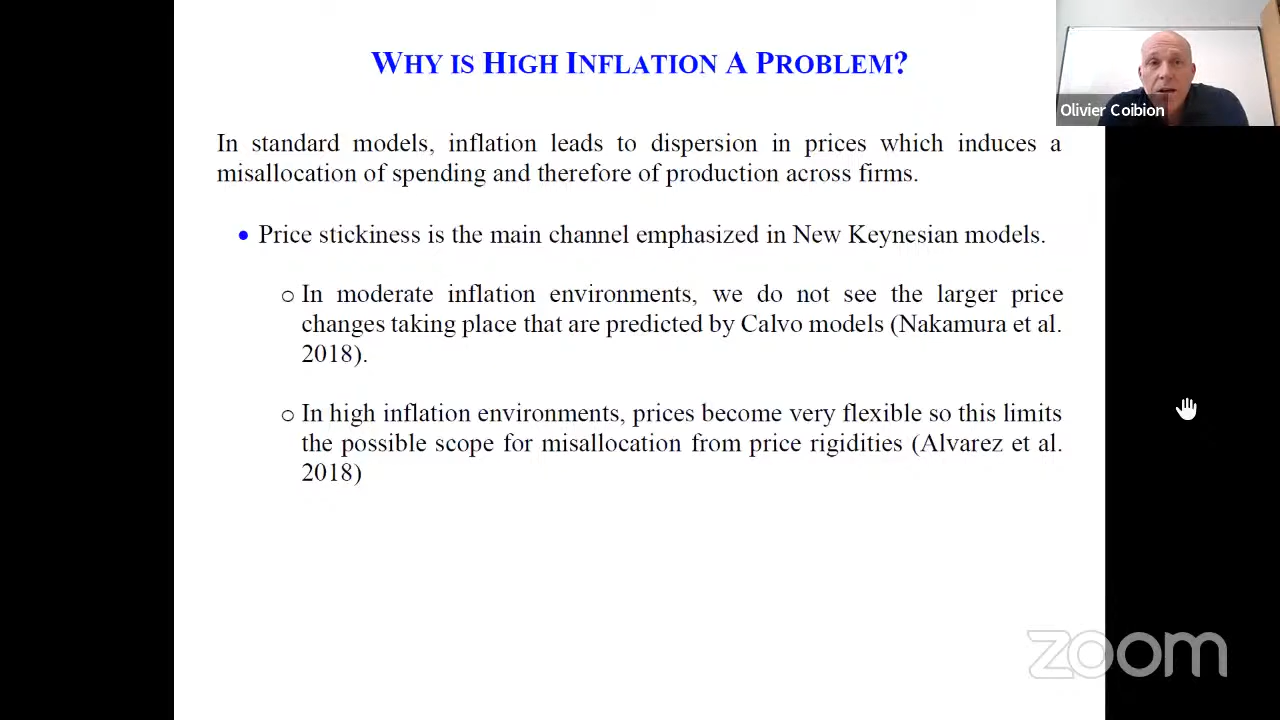 WHY IS HIGH INFLATION A PROBLEM?
Olivier Coibion
In standard models, inflation leads to dispersion in prices which induces a
misallocation of spending and therefore of production across firms.
• Price stickiness is the main channel emphasized in New Keynesian models.
o In moderate inflation environments, we do not see the larger price
changes taking place that are predicted by Calvo models (Nakamura et al.
2018).
o In high inflation environments, prices become very flexible so this limits
the possible scope for misallocation from price rigidities (Alvarez et al.
2018)
zoom